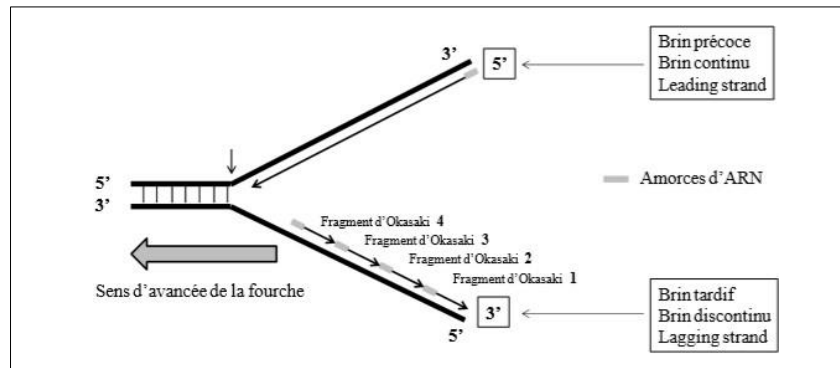 3’
5’
Brin précoce
Brin continu
Leading strand
5’
3’
Amorces d’ARN
Fragment d’Okasaki 4
Fragment d’Okasaki 3
Fragment d’Okasaki 2
Fragment d’Okasaki 1
Sens d’avancée de la fourche
3’
5’
Brin tardif
Brin discontinu
Lagging strand